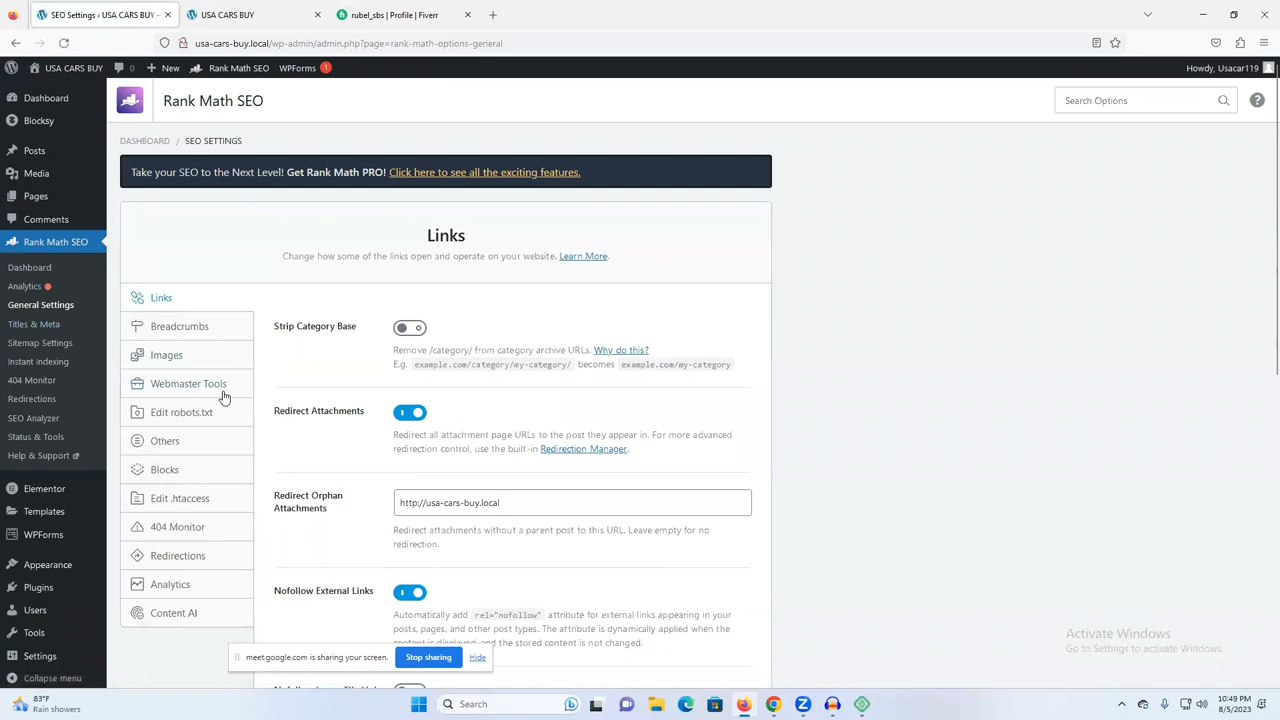 SEO Settings ‹ USA CARS BUY — W
USA CARS BUY
rubel_sbs | Profile | Fiverr
usa-cars-buy.local/wp-admin/admin.php?page=rank-math-options-general
USA CARS BUY
0
New
Rank Math SEO
WPForms 1
Howdy, Usacar119
Dashboard
Blocksy
Posts
Media
Pages
Comments
Rank Math SEO
Dashboard
Analytics
General Settings
Titles & Meta
Sitemap Settings
Instant Indexing
404 Monitor
Redirections
SEO Analyzer
Status & Tools
Help & Support
Elementor
Templates
WPForms
Appearance
Plugins
Users
Tools
Settings
Collapse menu
Rank Math SEO
Search Options
DASHBOARD / SEO SETTINGS
Take your SEO to the Next Level! Get Rank Math PRO! Click here to see all the exciting features.
Links
Change how some of the links open and operate on your website. Learn More.
Links
Breadcrumbs
Images
Webmaster Tools
Edit robots.txt
Others
Blocks
Edit .htaccess
404 Monitor
Redirections
Analytics
Content AI
Strip Category Base
Remove /category/ from category archive URLs. Why do this?
E.g. example.com/category/my-category/ becomes example.com/my-category
Redirect Attachments
Redirect all attachment page URLs to the post they appear in. For more advanced
redirection control, use the built-in Redirection Manager.
Redirect Orphan
Attachments
http://usa-cars-buy.local
Redirect attachments without a parent post to this URL. Leave empty for no
redirection.
Nofollow External Links
Automatically add rel="nofollow" attribute for external links appearing in your
posts, pages, and other post types. The attribute is dynamically applied when the
and the stored content is not changed.
meet.google.com is sharing your screen.
Stop sharing
Hide
Activate Windows
Go to Settings to activate Windows.
83°F
Rain showers
Search
10:49 PM
8/5/2023